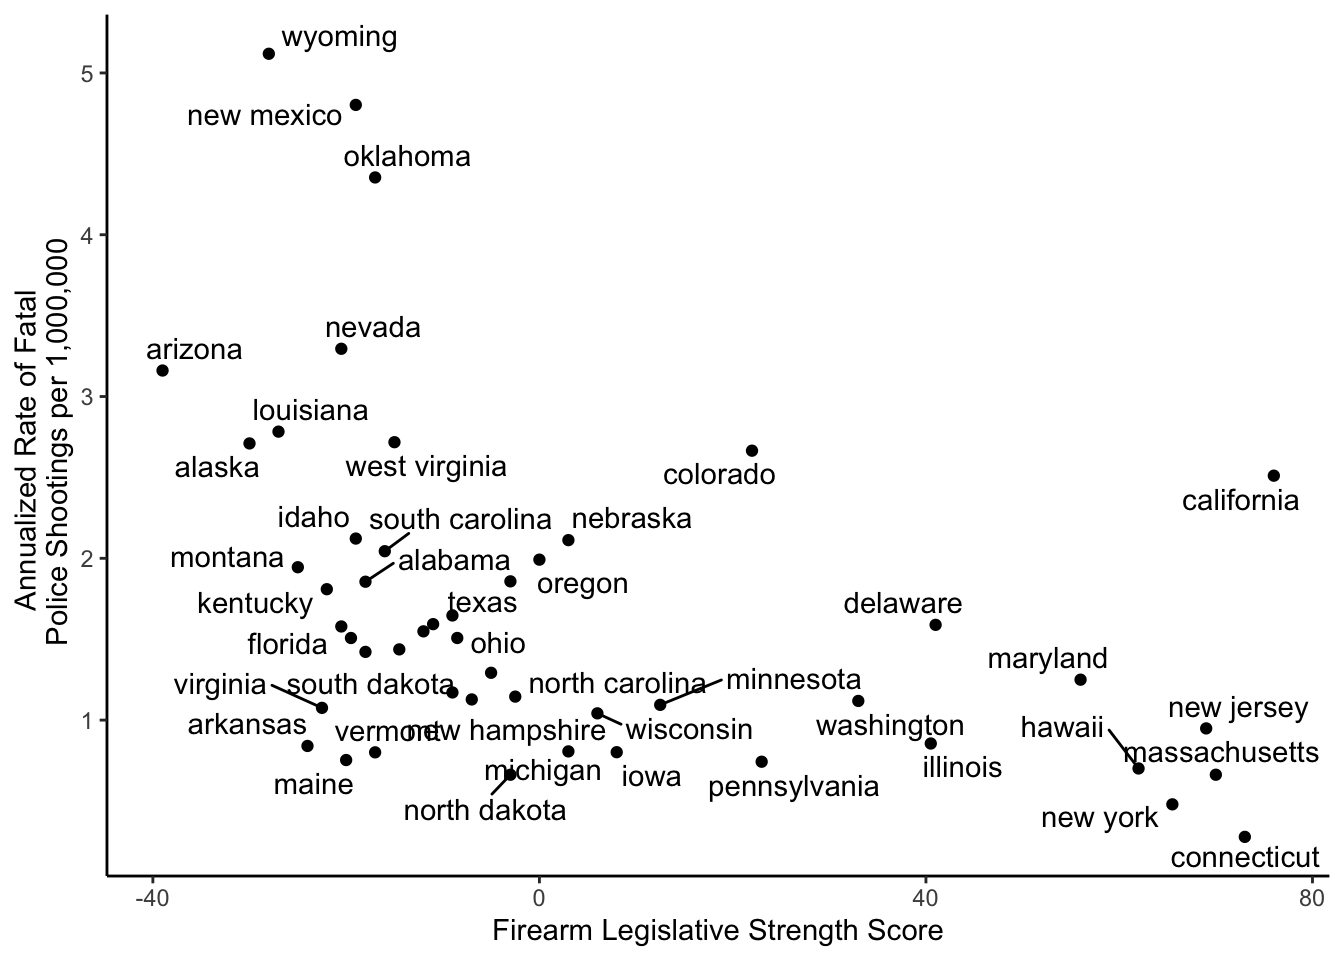 wyoming
5
new mexico
oklahoma
4
Annualized Rate of Fatal
Police Shootings per 1,000,000
nevada
arizona
3
louisiana
alaska
west virginia
colorado
california
idaho
south carolina
nebraska
montana
2
alabama
oregon
kentucky
texas
delaware
florida
ohio
maryland
virginia
south dakota
north carolina
minnesota
new jersey
arkansas
1
vermont
new hampshire
wisconsin
washington
hawaii
massachusetts
michigan
iowa
illinois
maine
pennsylvania
north dakota
new york
connecticut
-40
0
40
80
Firearm Legislative Strength Score